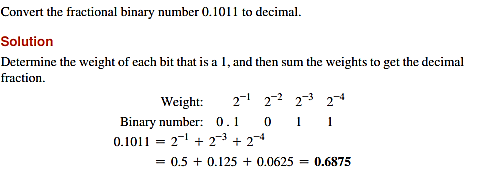 Convert the fractional binary number 0.1011 to decimal.
Solution
Determine the weight of each bit that is a 1, and then sum the weights to get the decimal
fraction.
Weight: 2⁻¹ 2⁻² 2⁻³ 2⁻⁴
Binary number: 0 . 1 0 1 1
0.1011 = 2⁻¹ + 2⁻³ + 2⁻⁴
= 0.5 + 0.125 + 0.0625 = 0.6875